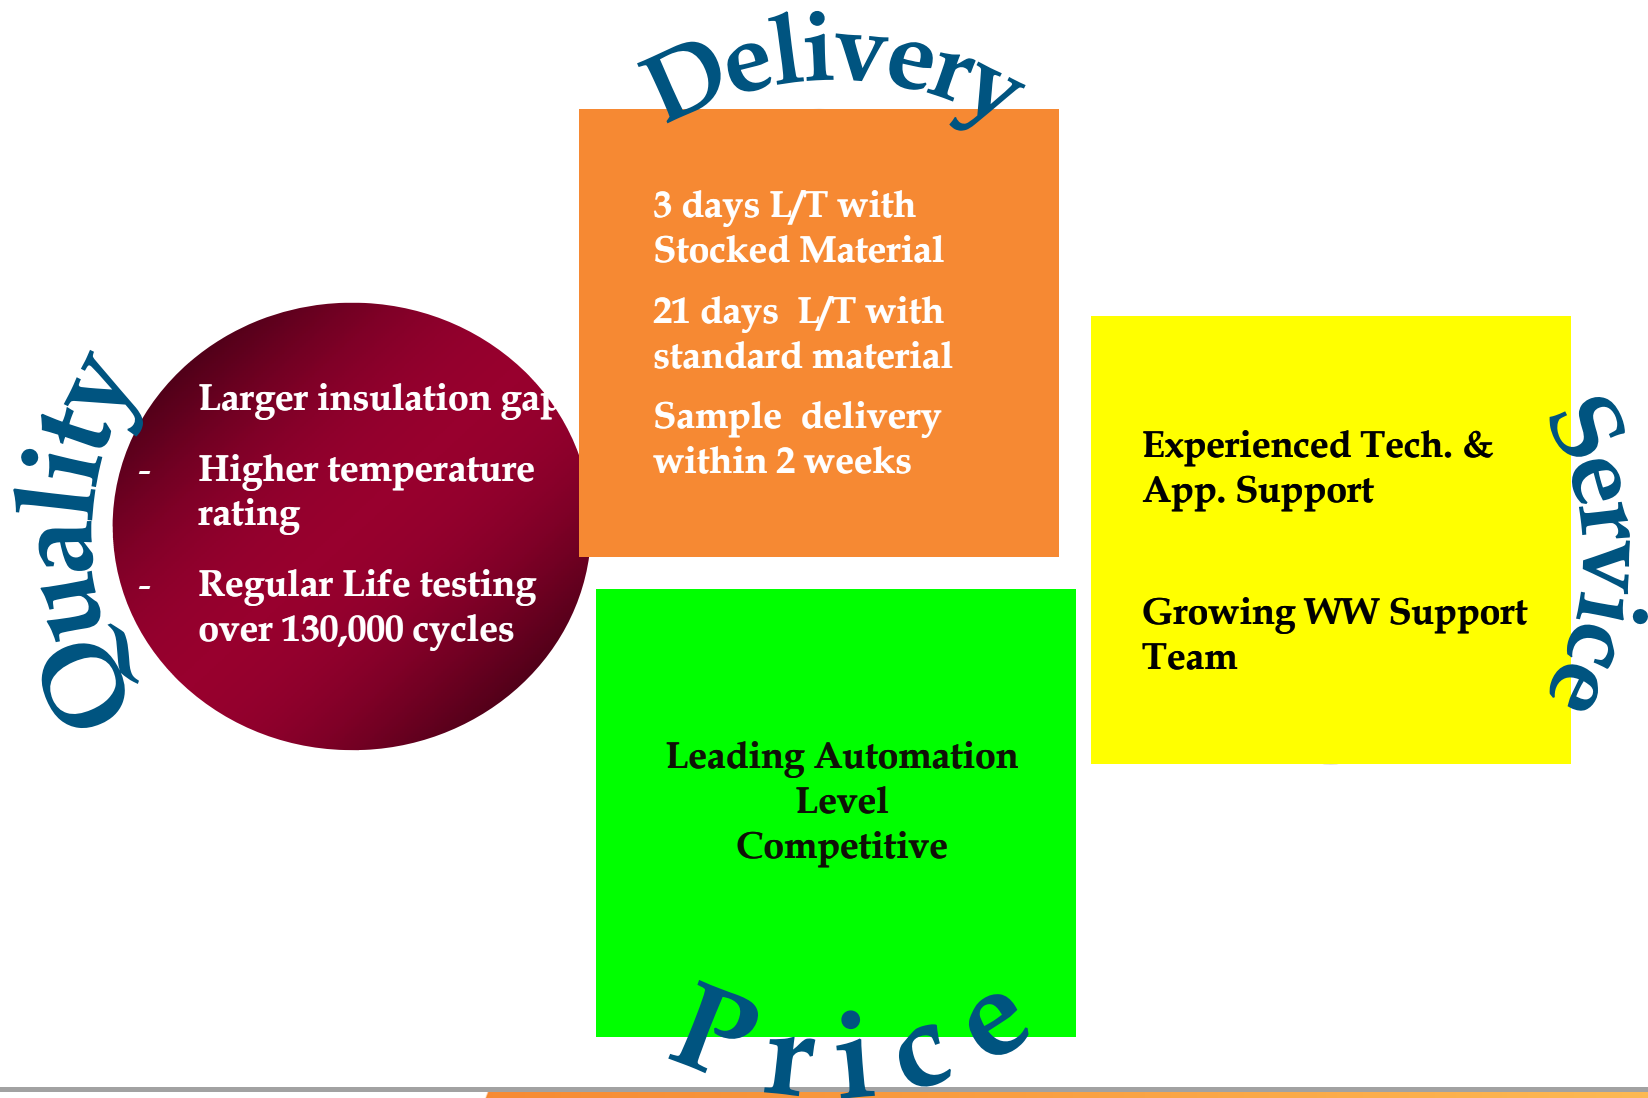 Delivery
3 days L/T with
Stocked Material
21 days  L/T with
standard material
Sample  delivery
within 2 weeks
Quality
Larger insulation gap
- Higher temperature
rating
- Regular Life testing
over 130,000 cycles
Service
Experienced Tech. &
App. Support
Growing WW Support
Team
Leading Automation
Level
Competitive
Price